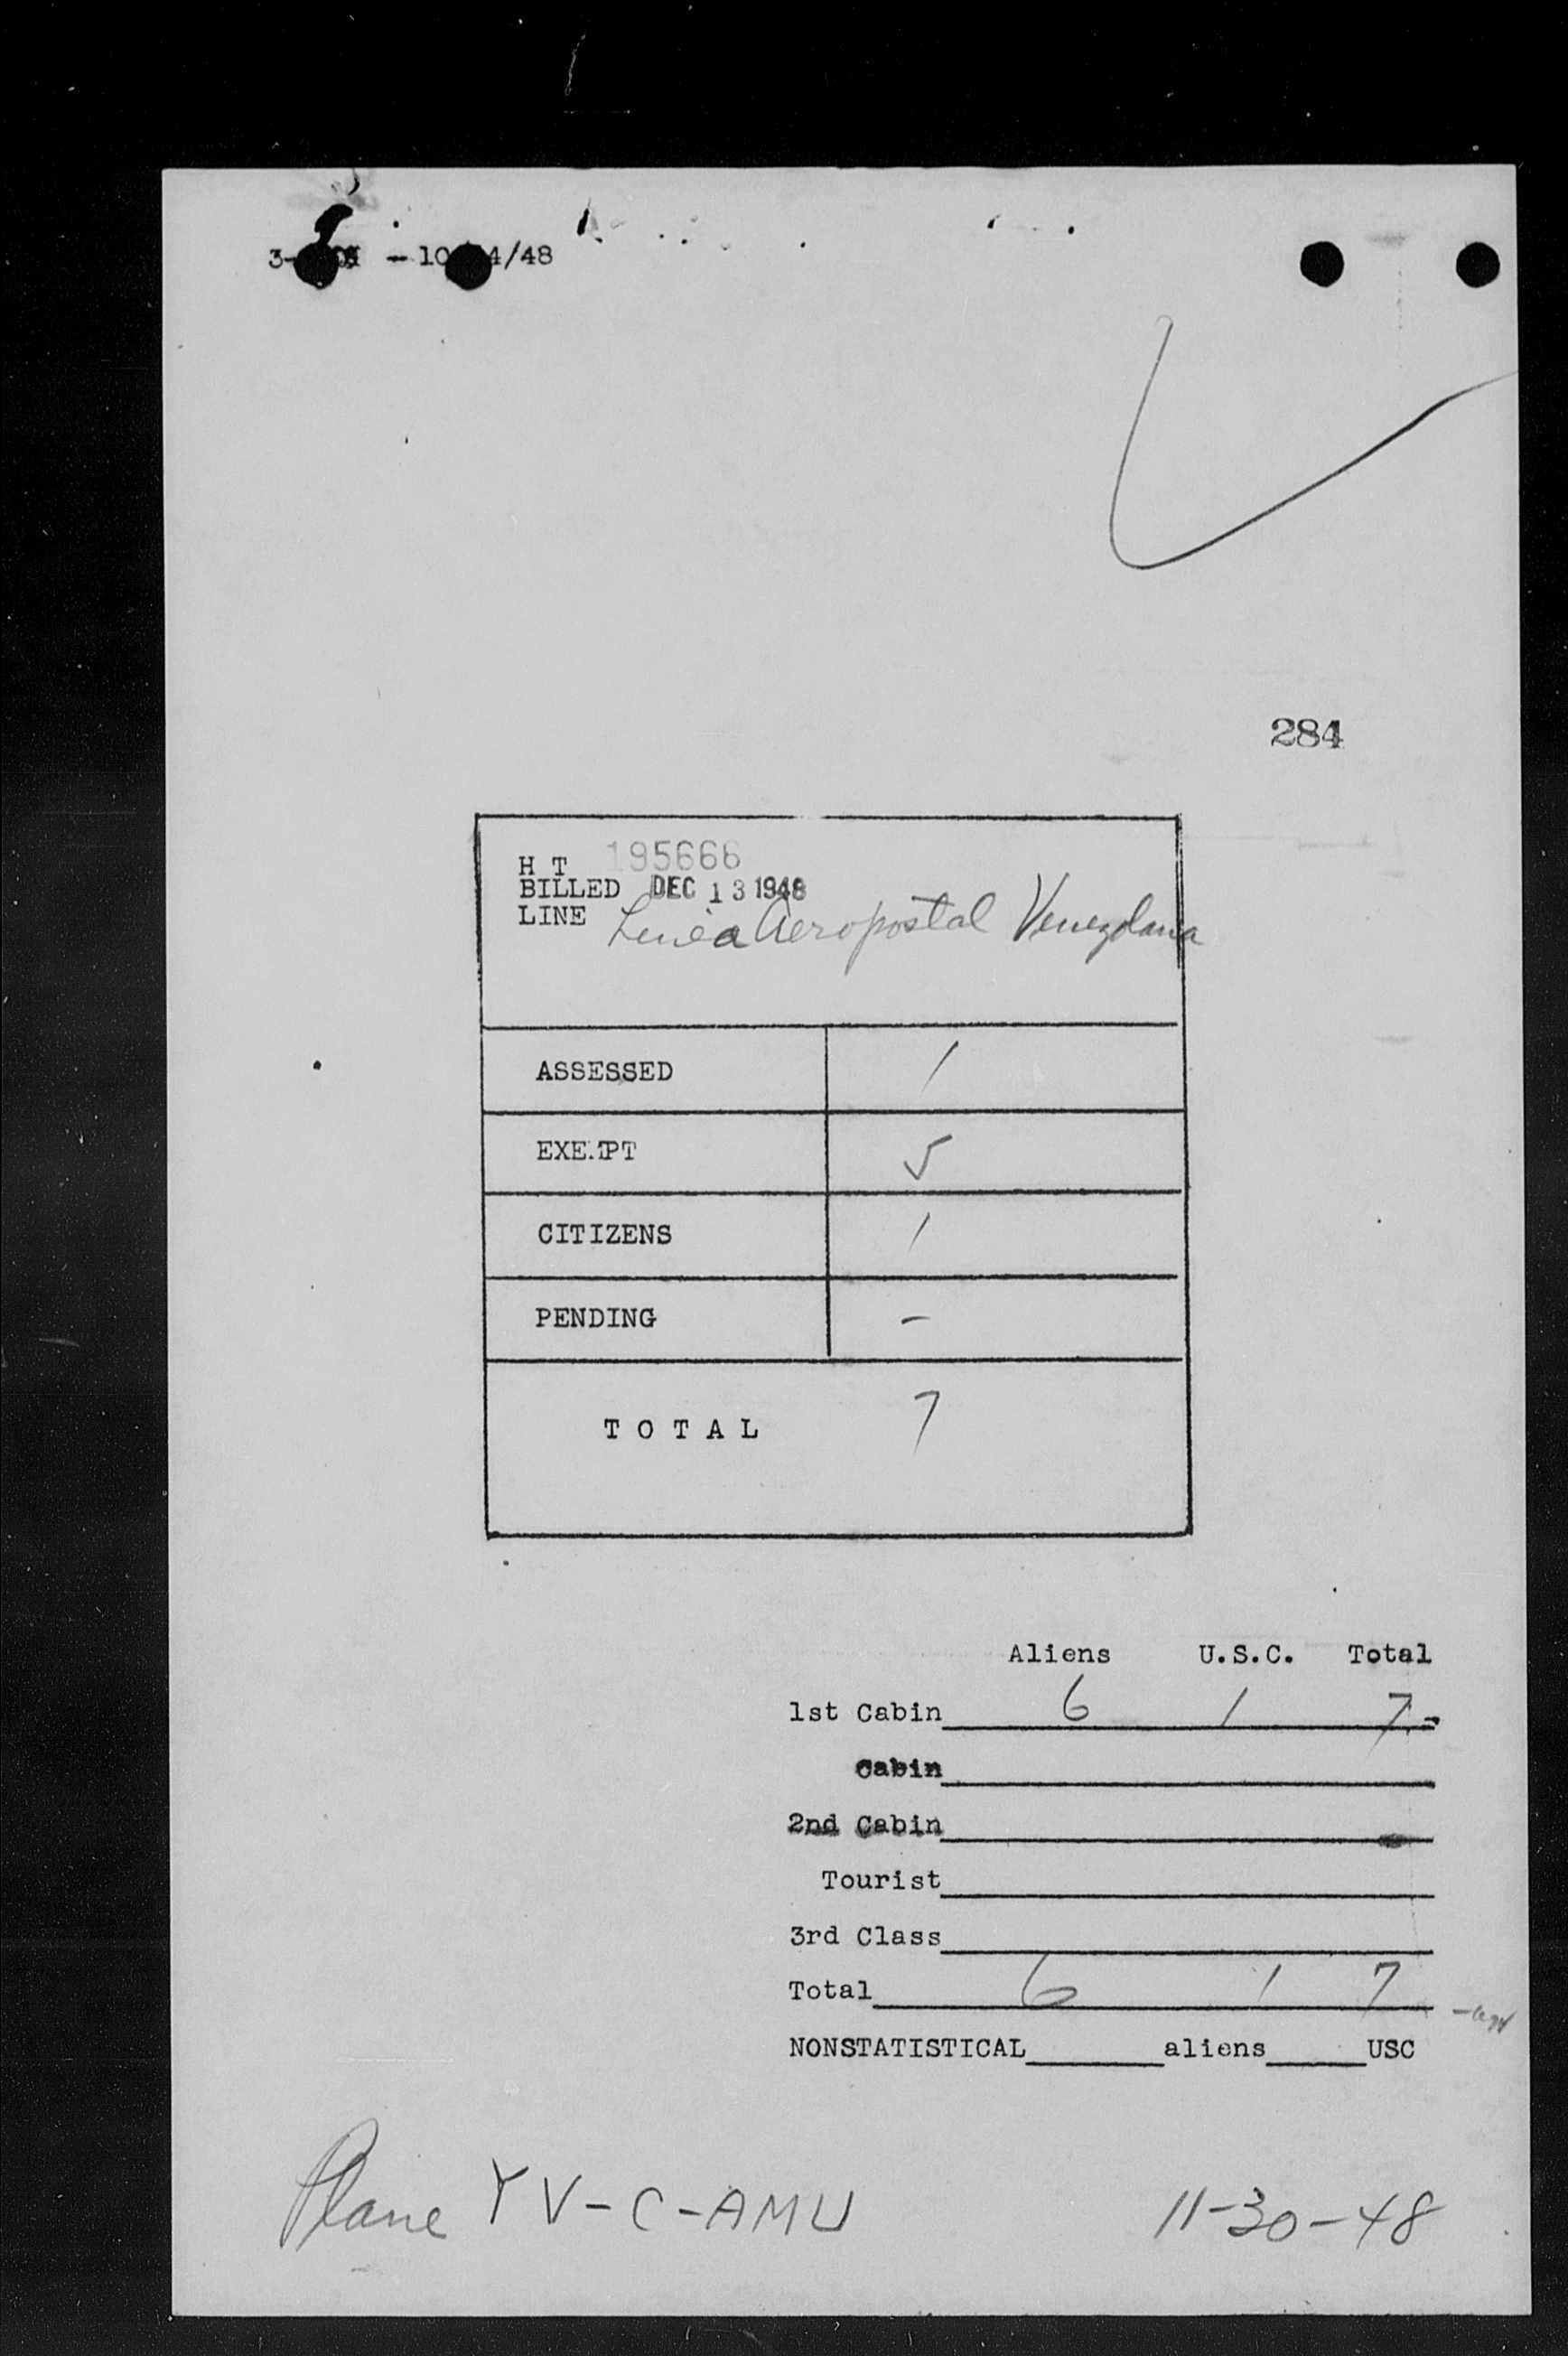 284
H T 195666
BILLED DEC 13 1948
LINE Linea Aeropostal Venezolana
ASSESSED 1
EXEMPT 5
CITIZENS 1
PENDING -
TOTAL 7
Aliens U.S.C. Total
1st Cabin 6 1 7
Cabin
2nd Cabin
Tourist
3rd Class
Total 6 1 7
NONSTATISTICAL aliens USC
Plane YV-C-AMU 11-30-48